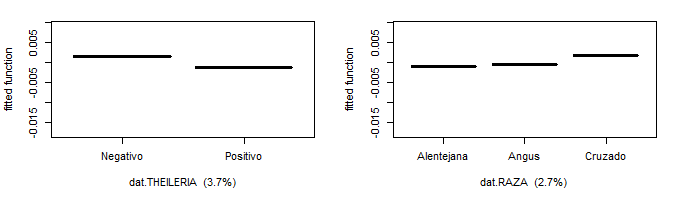 fitted function
0.005
-0.005
-0.015
Negativo
Positivo
dat.THEILERIA  (3.7%)
fitted function
0.005
-0.005
-0.015
Alentejana
Angus
Cruzado
dat.RAZA  (2.7%)